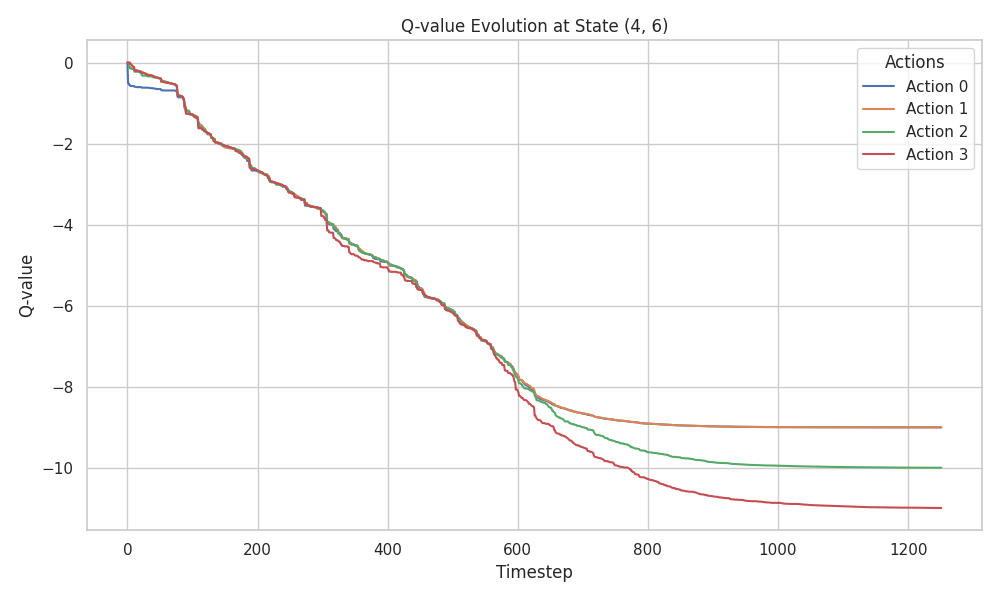 Q-value Evolution at State (4, 6)
Actions
Action 0
Action 1
Action 2
Action 3
Q-value
0
−2
−4
−6
−8
−10
0 200 400 600 800 1000 1200
Timestep